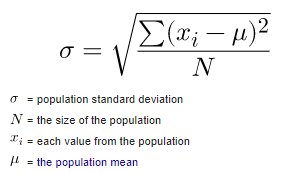 σ = √(∑(xᵢ − μ)² / N)
σ = population standard deviation
N = the size of the population
xᵢ = each value from the population
μ = the population mean